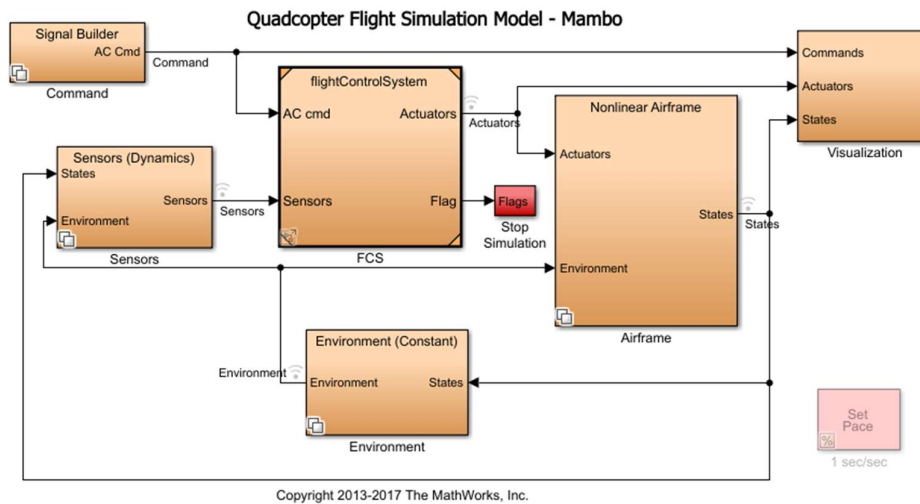 Quadcopter Flight Simulation Model - Mambo
Signal Builder
AC Cmd
Command
Command
flightControlSystem
AC cmd
Actuators
Actuators
Sensors
Flag
FCS
Flags
Stop
Simulation
Sensors (Dynamics)
States
Sensors
Environment
Sensors
Sensors
Nonlinear Airframe
Actuators
States
States
Environment
Airframe
Commands
Actuators
States
Visualization
Environment (Constant)
Environment
Environment
States
Environment
Set
Pace
%
1 sec/sec
Copyright 2013-2017 The MathWorks, Inc.